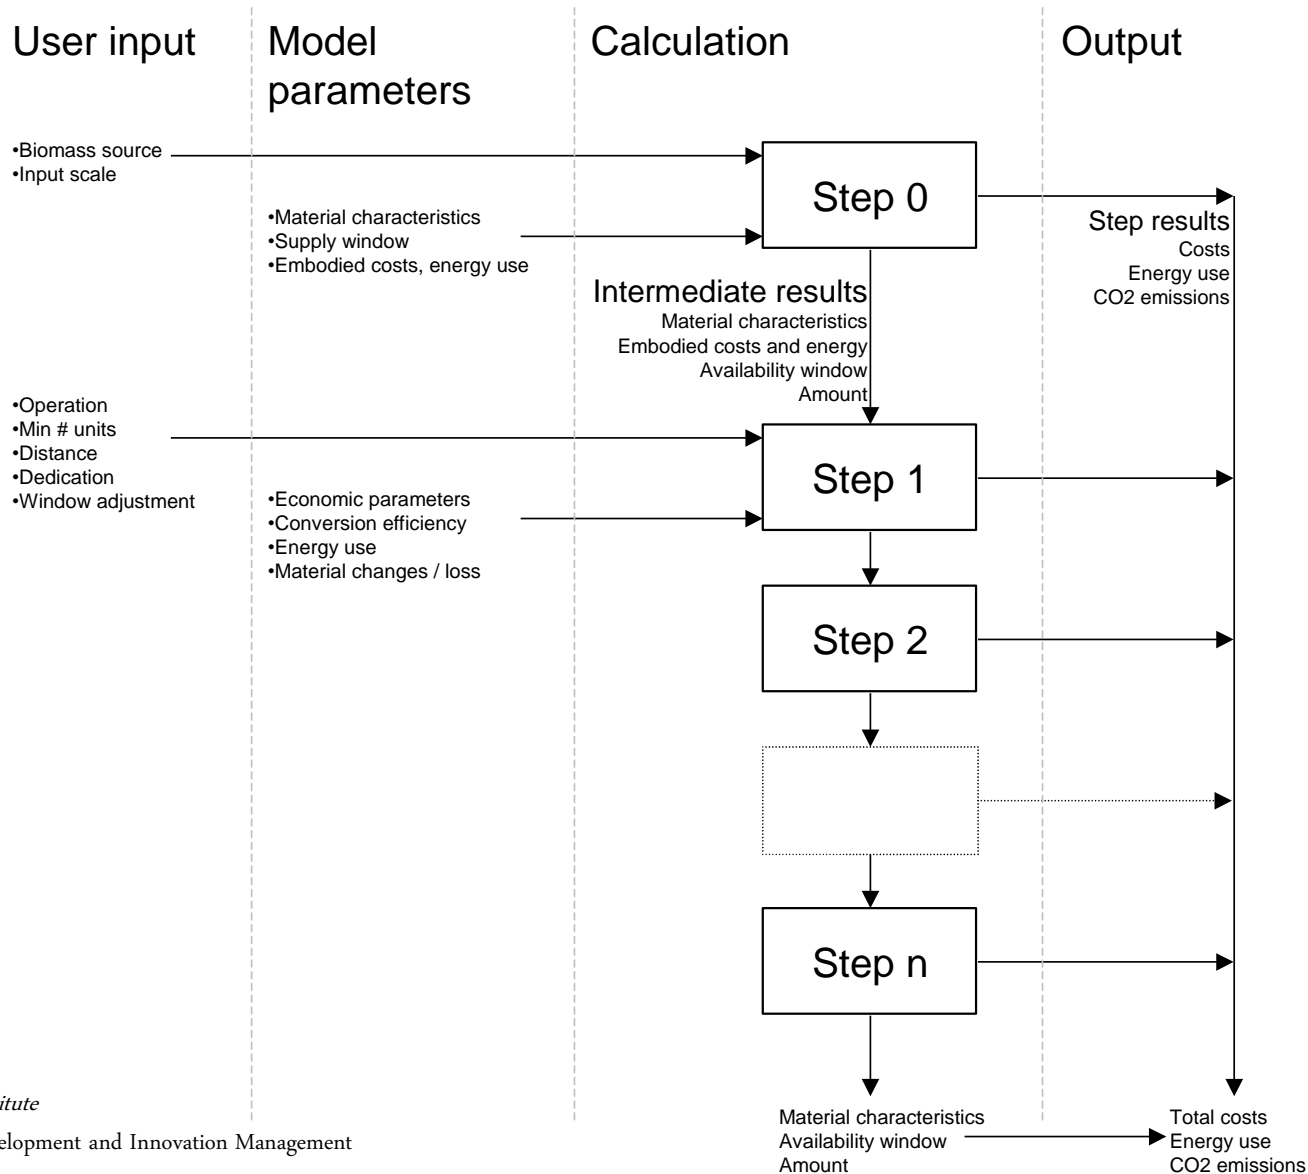 User input
Model
parameters
Calculation
Output
•Biomass source
•Input scale
•Material characteristics
•Supply window
•Embodied costs, energy use
Step 0
Step results
Costs
Energy use
CO2 emissions
Intermediate results
Material characteristics
Embodied costs and energy
Availability window
Amount
•Operation
•Min # units
•Distance
•Dedication
•Window adjustment
•Economic parameters
•Conversion efficiency
•Energy use
•Material changes / loss
Step 1
Step 2
Step n
Material characteristics
Availability window
Amount
Total costs
Energy use
CO2 emissions
itute
elopment and Innovation Management